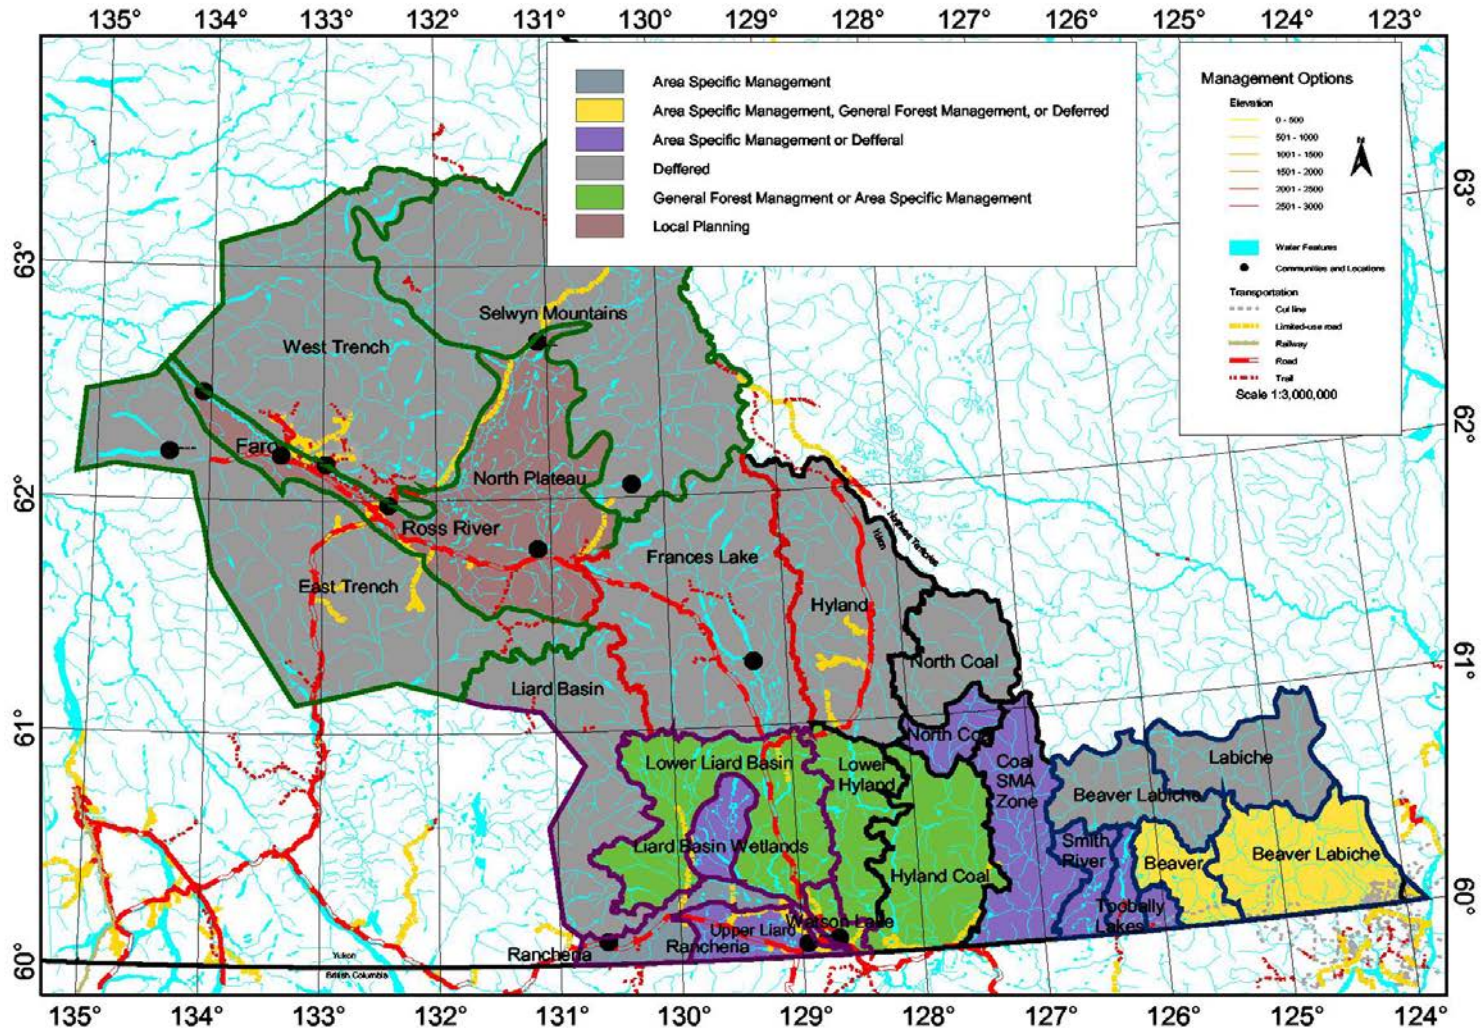 135° 134° 133° 132° 131° 130° 129° 128° 127° 126° 125° 124° 123°
Area Specific Management
Area Specific Management, General Forest Management, or Deferred
Area Specific Management or Defferal
Deffered
General Forest Managment or Area Specific Management
Local Planning
Management Options
Elevation
0 - 500
501 - 1000
1001 - 1500
1501 - 2000
2001 - 2500
2501 - 3000
N
Water Features
Communities and Locations
Transportation
Cut line
Limited-use road
Railway
Road
Trail
Scale 1:3,000,000
63° 63°
Selwyn Mountains
West Trench
62°
Faro
North Plateau
62°
Ross River
Northwest Territories
Yukon
Frances Lake
East Trench
Hyland
North Coal
61°
Liard Basin
61°
North Coal
Lower Liard Basin
Lower
Hyland
Coal
SMA
Zone
Labiche
Beaver Labiche
Smith
River
Liard Basin Wetlands
Beaver
Beaver Labiche
Hyland Coal
60°
Toobally
Lakes
Watson Lake
Upper Liard
Rancheria
Rancheria
60°
Yukon
British Columbia
135° 134° 133° 132° 131° 130° 129° 128° 127° 126° 125° 124°